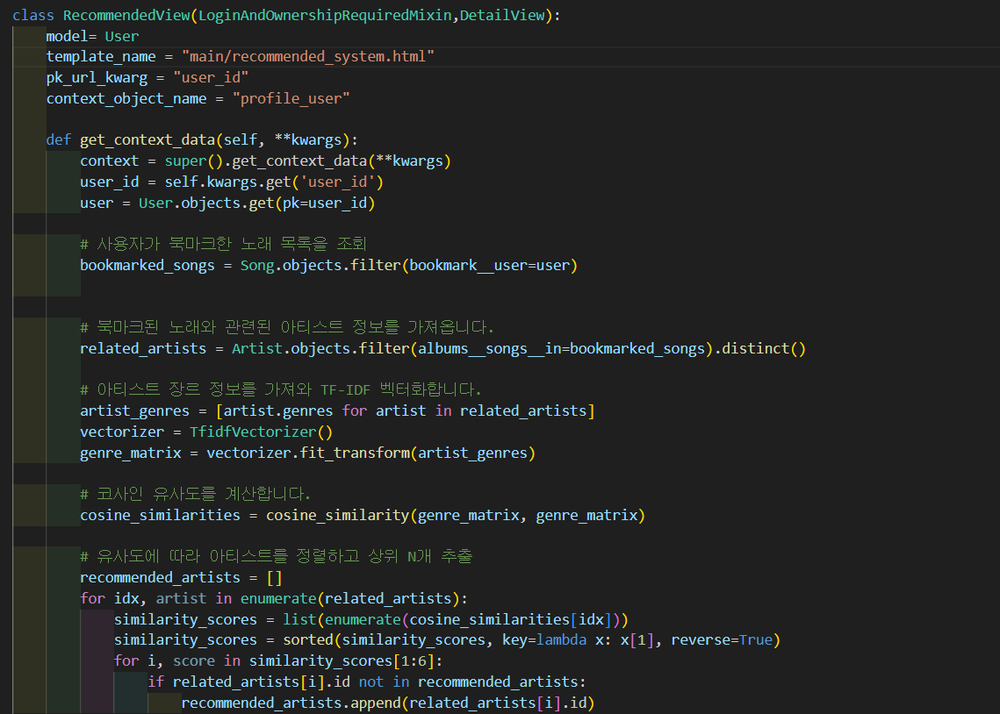 class RecommendedView(LoginAndOwnershipRequiredMixin,DetailView):
    model= User
    template_name = "main/recommended_system.html"
    pk_url_kwarg = "user_id"
    context_object_name = "profile_user"

    def get_context_data(self, **kwargs):
        context = super().get_context_data(**kwargs)
        user_id = self.kwargs.get('user_id')
        user = User.objects.get(pk=user_id)

        # 사용자가 북마크한 노래 목록을 조회
        bookmarked_songs = Song.objects.filter(bookmark__user=user)


        # 북마크된 노래와 관련된 아티스트 정보를 가져옵니다.
        related_artists = Artist.objects.filter(albums__songs__in=bookmarked_songs).distinct()

        # 아티스트 장르 정보를 가져와 TF-IDF 벡터화합니다.
        artist_genres = [artist.genres for artist in related_artists]
        vectorizer = TfidfVectorizer()
        genre_matrix = vectorizer.fit_transform(artist_genres)

        # 코사인 유사도를 계산합니다.
        cosine_similarities = cosine_similarity(genre_matrix, genre_matrix)

        # 유사도에 따라 아티스트를 정렬하고 상위 N개 추출
        recommended_artists = []
        for idx, artist in enumerate(related_artists):
            similarity_scores = list(enumerate(cosine_similarities[idx]))
            similarity_scores = sorted(similarity_scores, key=lambda x: x[1], reverse=True)
            for i, score in similarity_scores[1:6]:
                if related_artists[i].id not in recommended_artists:
                    recommended_artists.append(related_artists[i].id)